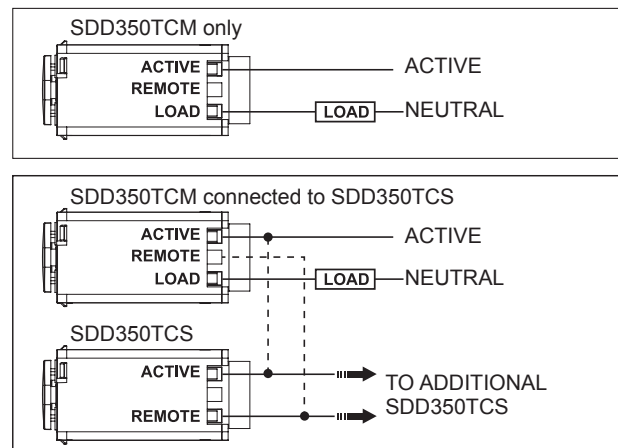 SDD350TCM only
ACTIVE ACTIVE
REMOTE
LOAD LOAD NEUTRAL
SDD350TCM connected to SDD350TCS
ACTIVE ACTIVE
REMOTE
LOAD LOAD NEUTRAL
SDD350TCS
ACTIVE
TO ADDITIONAL
SDD350TCS
REMOTE